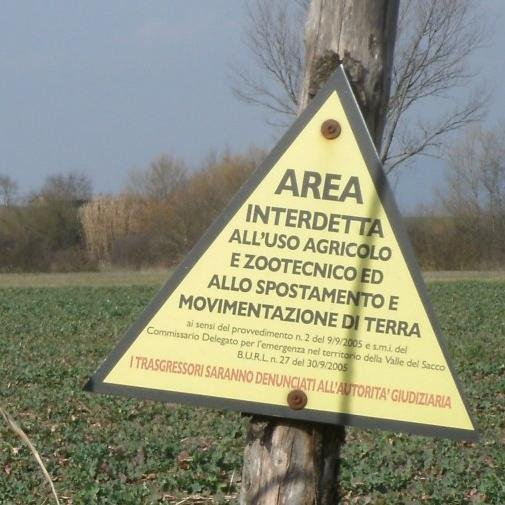 AREA
INTERDETTA
ALL'USO AGRICOLO
E ZOOTECNICO ED
ALLO SPOSTAMENTO E
MOVIMENTAZIONE DI TERRA
ai sensi del provvedimento n. 2 del 9/9/2005 e s.m.i. del
Commissario Delegato per l'emergenza nel territorio della Valle del Sacco
B.U.R.L. n. 27 del 30/9/2005
I TRASGRESSORI SARANNO DENUNCIATI ALL'AUTORITA' GIUDIZIARIA